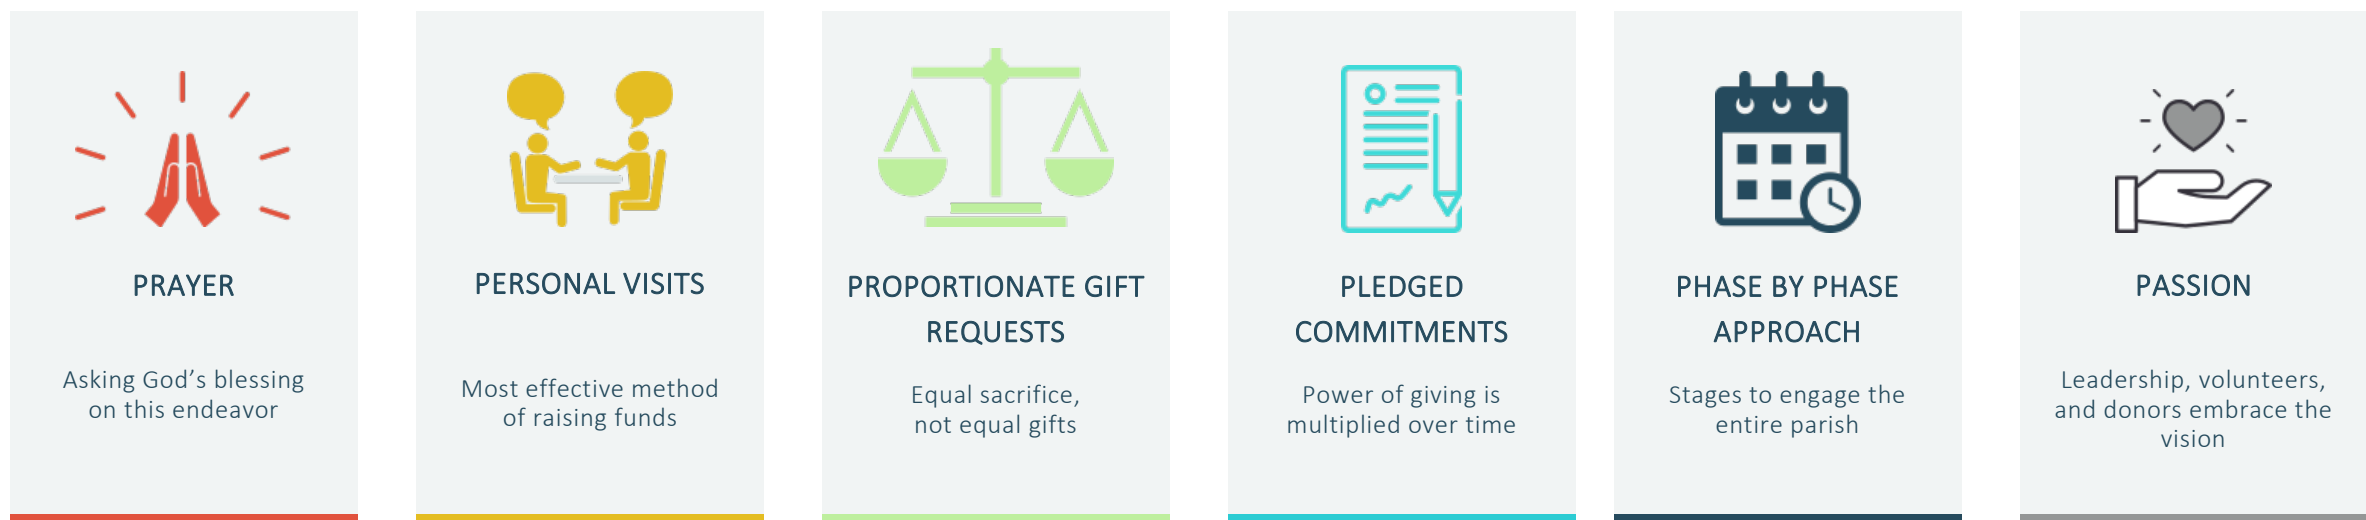 PRAYER
Asking God’s blessing
on this endeavor
PERSONAL VISITS
Most effective method
of raising funds
PROPORTIONATE GIFT
REQUESTS
Equal sacrifice,
not equal gifts
PLEDGED
COMMITMENTS
Power of giving is
multiplied over time
PHASE BY PHASE
APPROACH
Stages to engage the
entire parish
PASSION
Leadership, volunteers,
and donors embrace the
vision